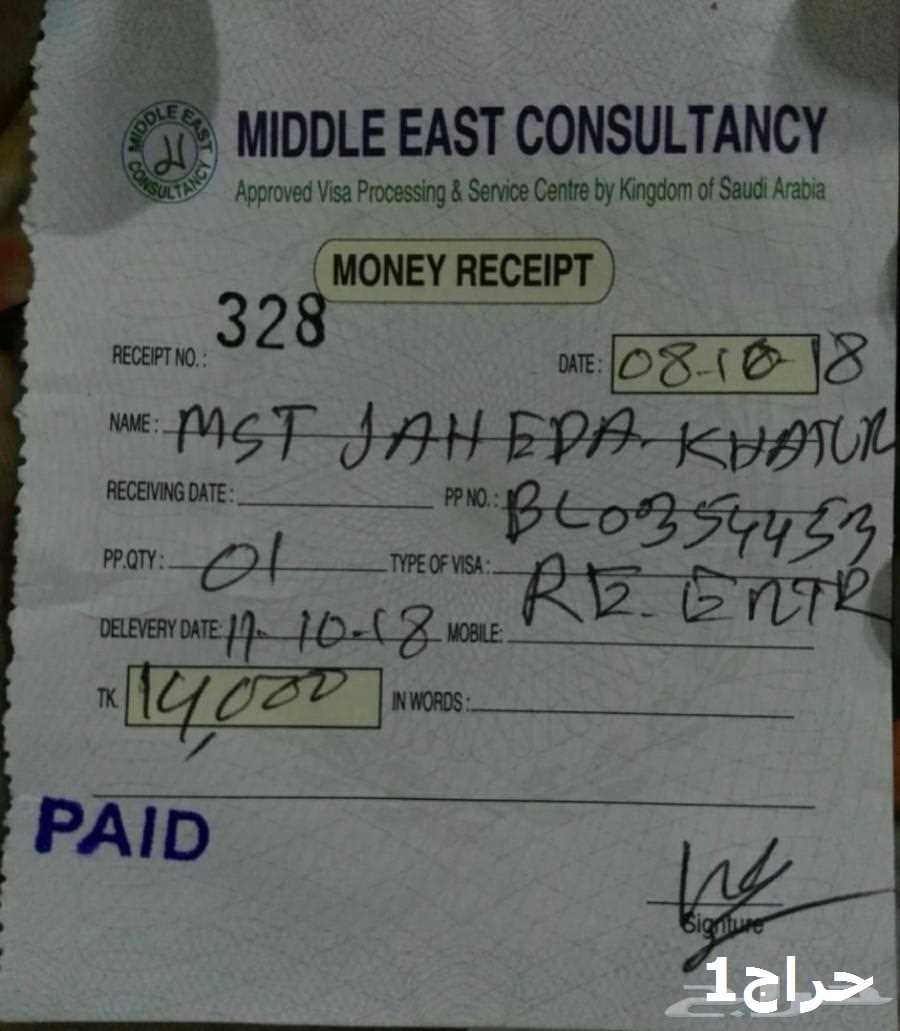 MIDDLE EAST CONSULTANCY
MIDDLE EAST CONSULTANCY
Approved Visa Processing & Service Centre by Kingdom of Saudi Arabia
MONEY RECEIPT
RECEIPT NO.: 328
DATE: 08-10-18
NAME: MST JAHEDA KHATUN
RECEIVING DATE: PP NO.: BL0354453
PP.QTY: 01 TYPE OF VISA: RE-ENTR
DELEVERY DATE: 11-10-18 MOBILE:
TK. 14,000 IN WORDS:
PAID
Signture
حراج1